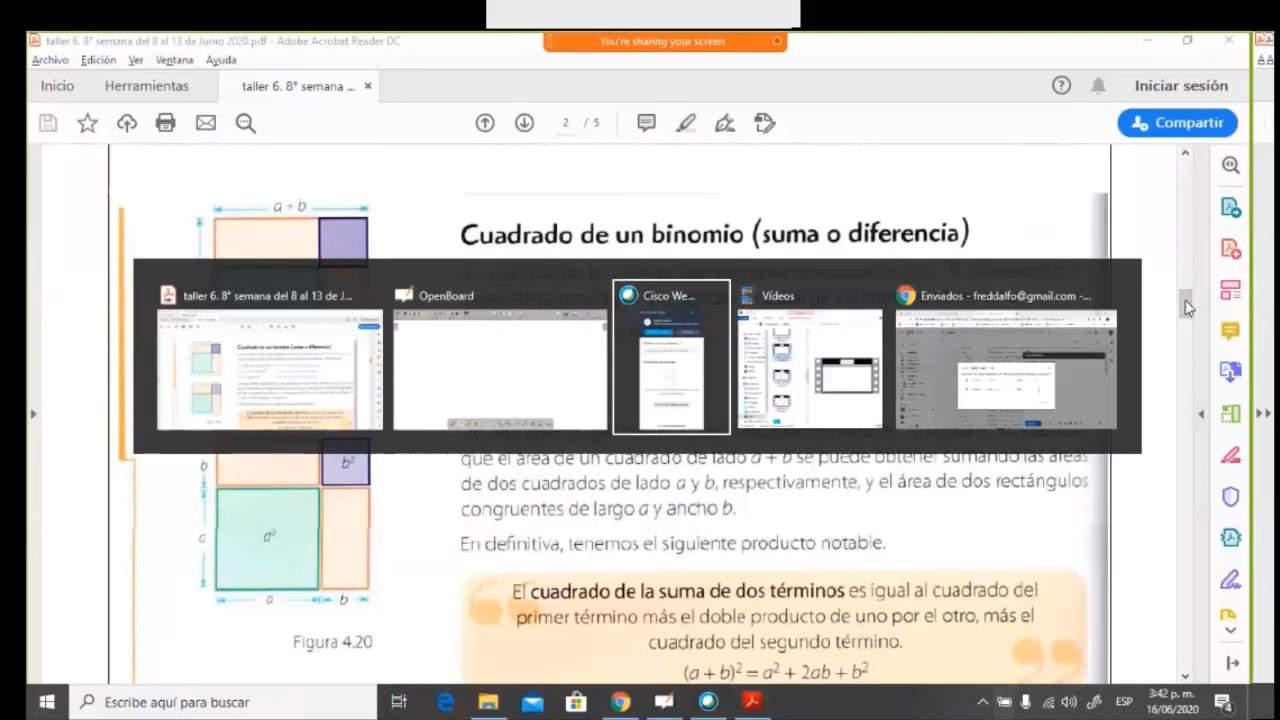 taller 6. 8° semana del 8 al 13 de Junio 2020.pdf - Adobe Acrobat Reader DC
You're sharing your screen
Archivo Edición Ver Ventana Ayuda
Inicio Herramientas taller 6. 8° semana ... ×
Iniciar sesión
2 / 5
Compartir
a + b
Cuadrado de un binomio (suma o diferencia)
taller 6. 8° semana del 8 al 13 de J...
OpenBoard
Cisco We...
Vídeos
Enviados - freddalfo@gmail.com -...
que el área de un cuadrado de lado a + b se puede obtener sumando las áreas
de dos cuadrados de lado a y b, respectivamente, y el área de dos rectángulos
congruentes de largo a y ancho b.
En definitiva, tenemos el siguiente producto notable.
b
b²
a
a²
a b
Figura 4.20
El cuadrado de la suma de dos términos es igual al cuadrado del
primer término más el doble producto de uno por el otro, más el
cuadrado del segundo término.
(a + b)² = a² + 2ab + b²
Escribe aquí para buscar
ESP
3:42 p. m.
16/06/2020
4